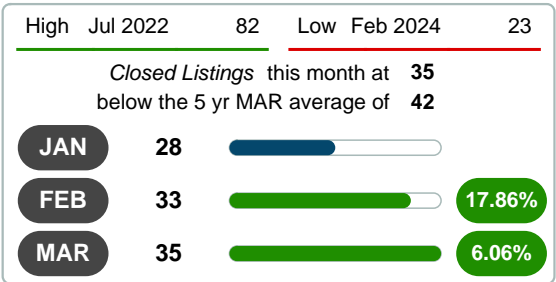 High Jul 2022 82 Low Feb 2024 23
Closed Listings this month at 35
below the 5 yr MAR average of 42
JAN 28
FEB 33 17.86%
MAR 35 6.06%